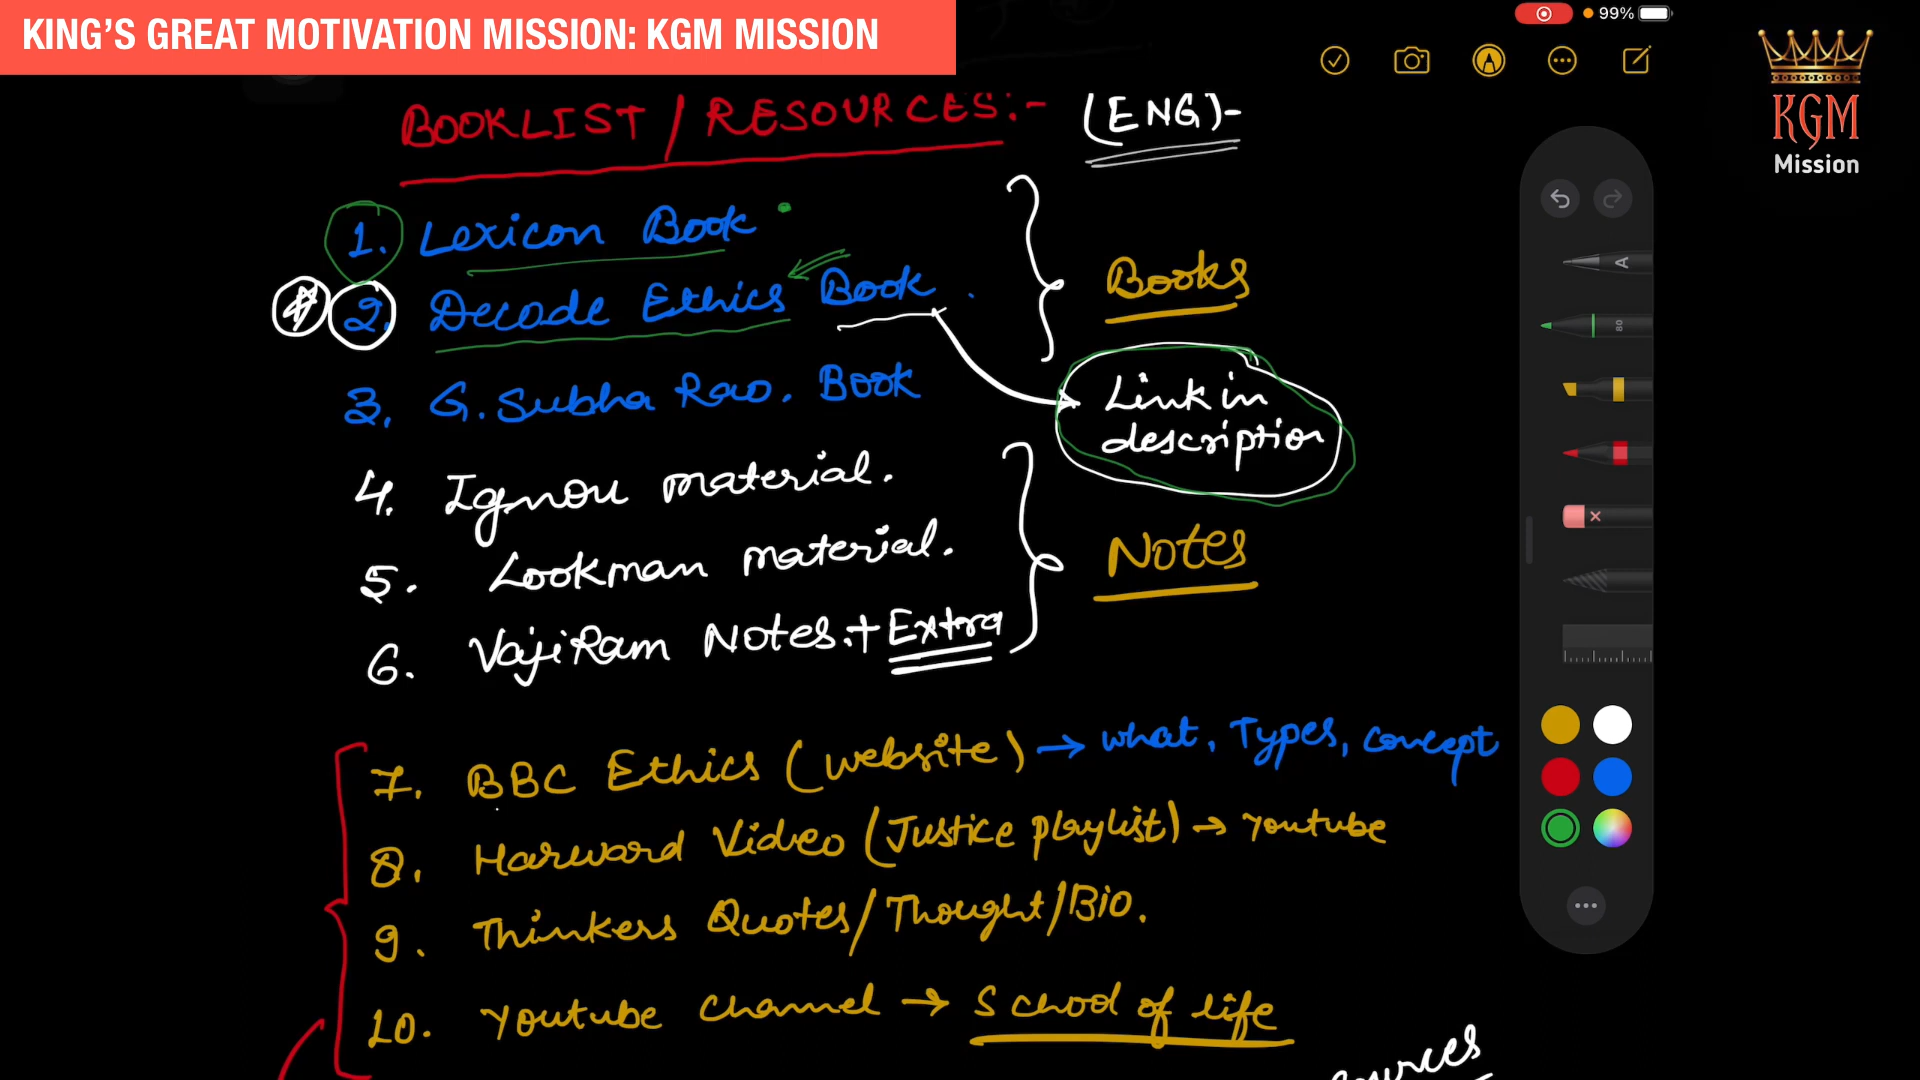 KING'S GREAT MOTIVATION MISSION: KGM MISSION
99%
KGM
Mission
BOOKLIST / RESOURCES:- (ENG)-
1. Lexicon Book
2. Decode Ethics Book.
Books
3. G. Subha Rao. Book
Link in
description
4. Ignou material.
5. Lookman material.
Notes
6. VajiRam Notes.+ Extra
7. BBC Ethics (website) → what, Types, concept
8. Harward Video (Justice playlist) → youtube
9. Thinkers Quotes/Thought/Bio.
10. Youtube channel → School of life
A
80